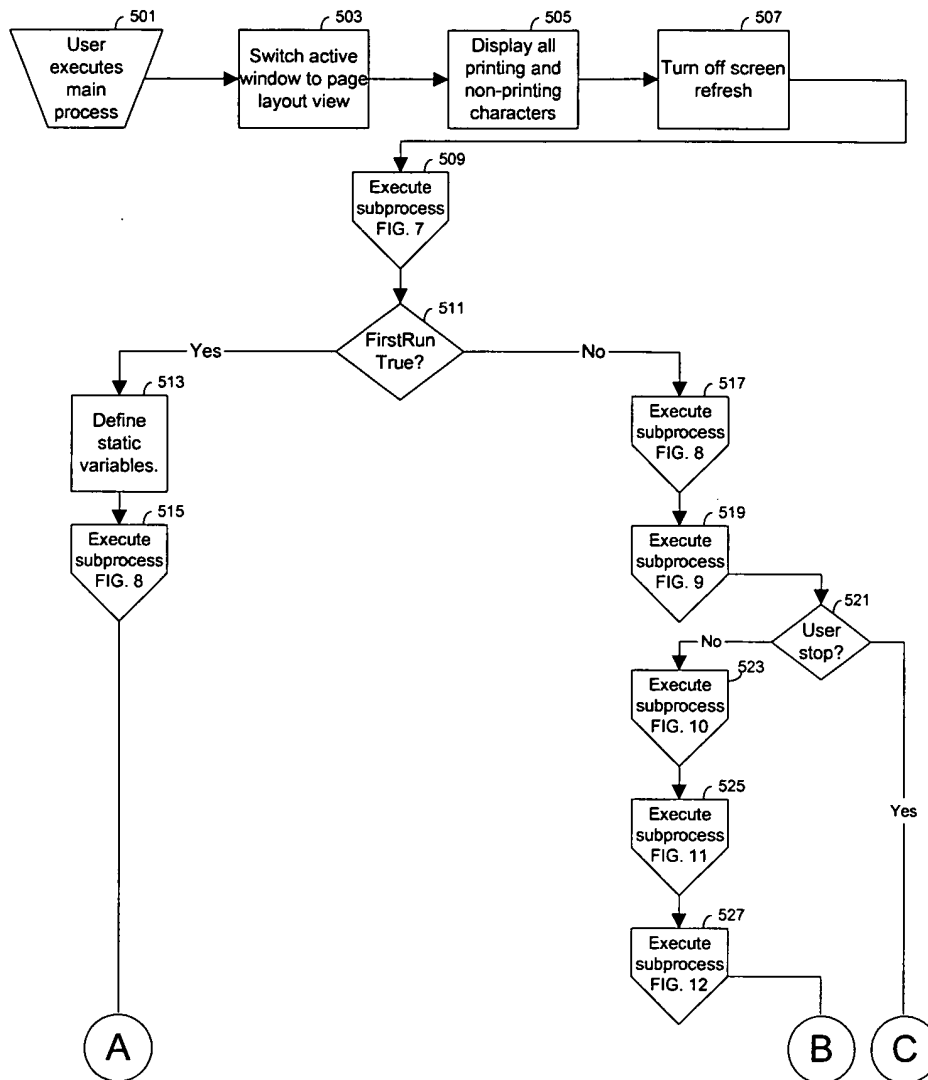 501
User
executes
main
process
503
Switch active
window to page
layout view
505
Display all
printing and
non-printing
characters
507
Turn off screen
refresh
509
Execute
subprocess
FIG. 7
511
FirstRun
True?
Yes
No
513
Define
static
variables.
515
Execute
subprocess
FIG. 8
517
Execute
subprocess
FIG. 8
519
Execute
subprocess
FIG. 9
521
User
stop?
No
Yes
523
Execute
subprocess
FIG. 10
525
Execute
subprocess
FIG. 11
527
Execute
subprocess
FIG. 12
A
B
C